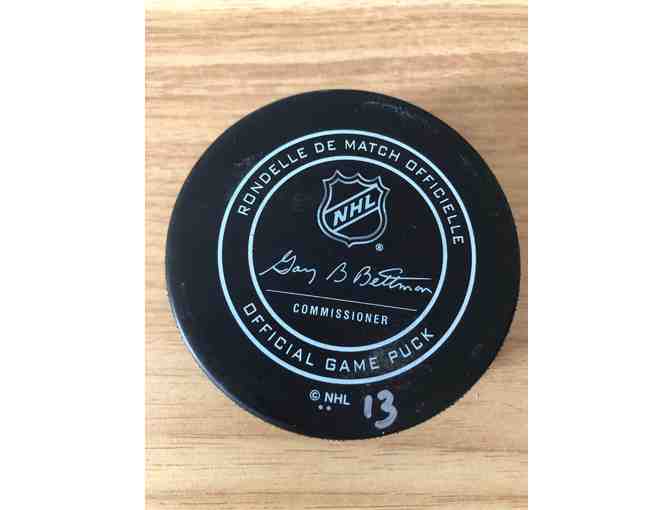 RONDELLE DE MATCH OFFICIELLE
NHL
®
Gary B Bettman
COMMISSIONER
OFFICIAL GAME PUCK
© NHL
13